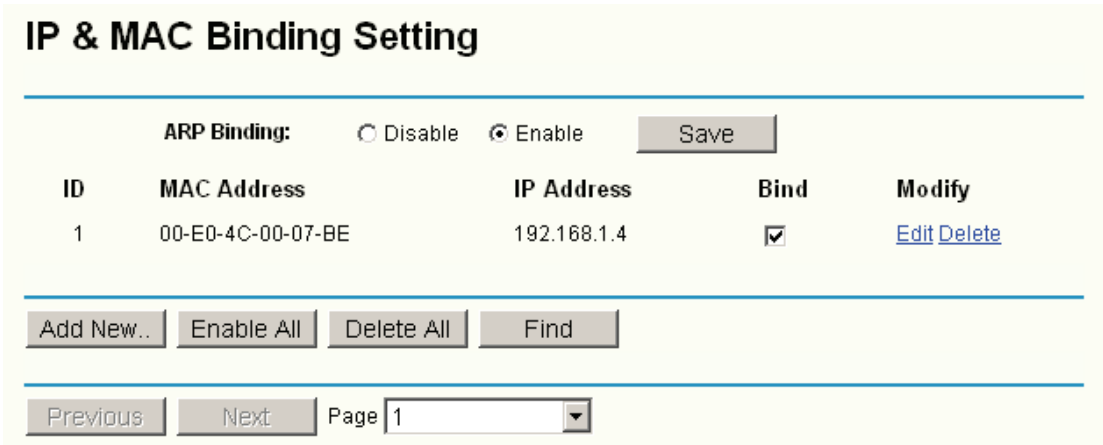 IP & MAC Binding Setting
ARP Binding: Disable Enable Save
ID MAC Address IP Address Bind Modify
1 00-E0-4C-00-07-BE 192.168.1.4 Edit Delete
Add New.. Enable All Delete All Find
Previous Next Page 1